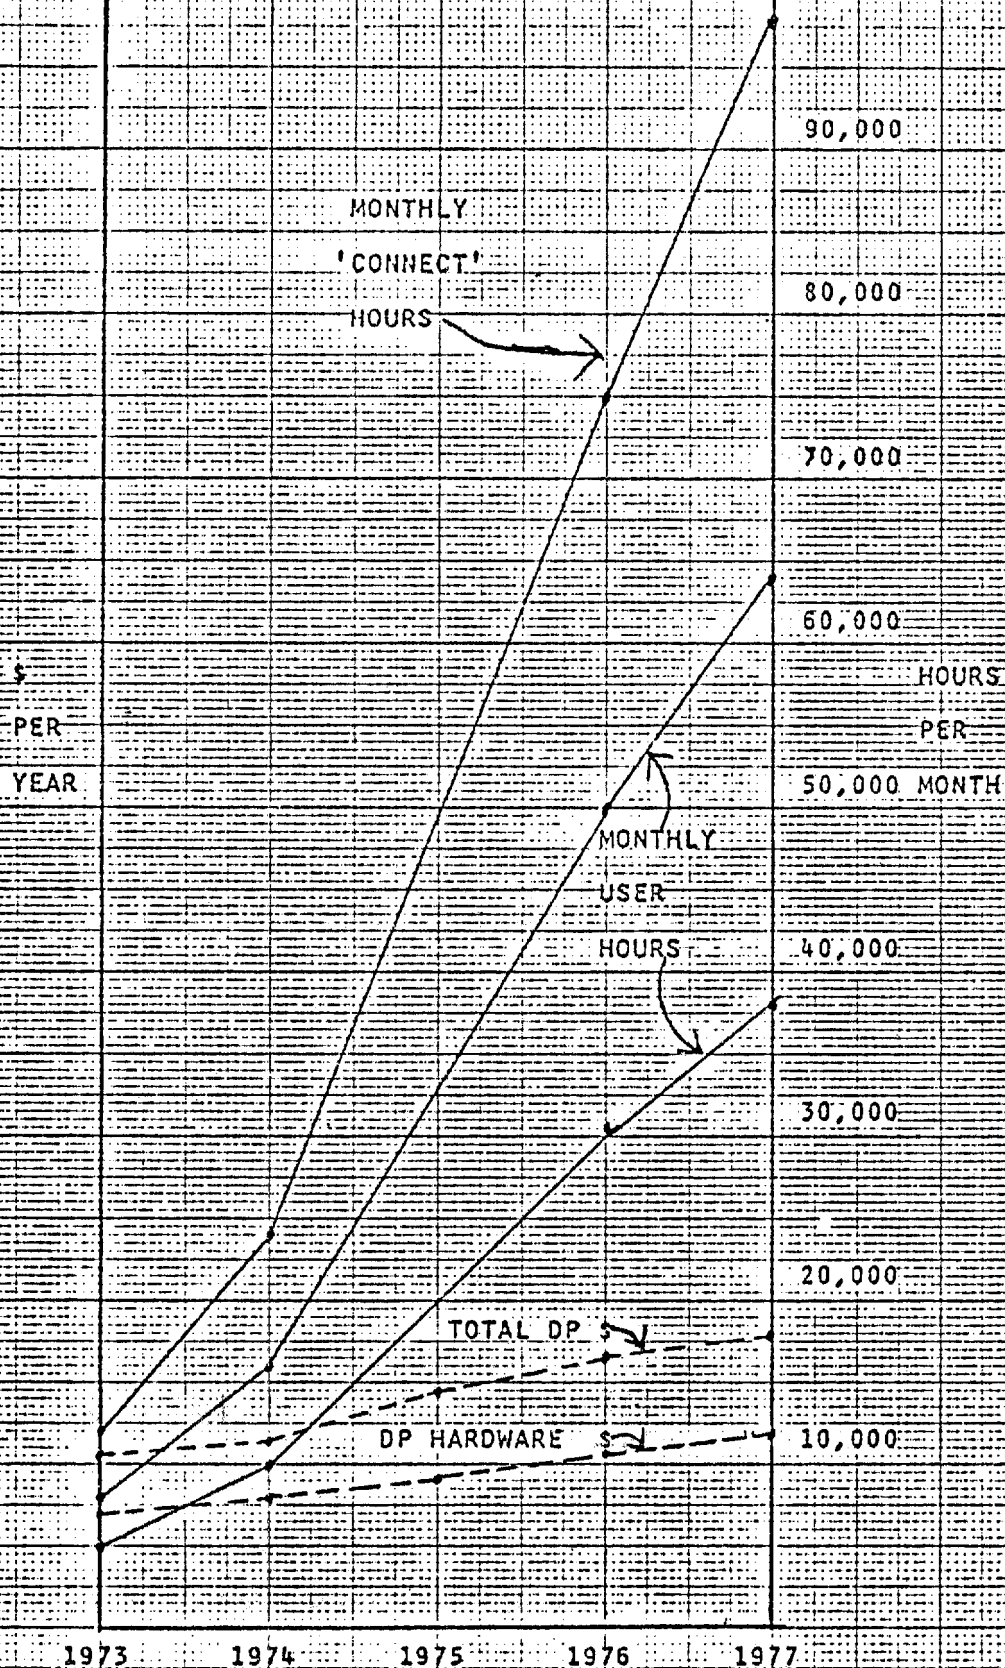 90,000
MONTHLY
'CONNECT'
HOURS
80,000
70,000
60,000
$
PER
YEAR
HOURS
PER
MONTH
50,000
MONTHLY
USER
HOURS
40,000
30,000
20,000
TOTAL DP $
DP HARDWARE $
10,000
1973 1974 1975 1976 1977